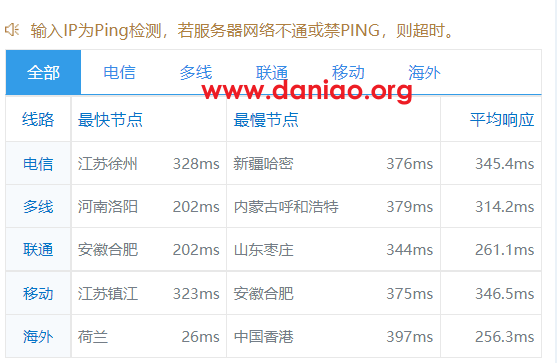 输入IP为Ping检测，若服务器网络不通或禁PING，则超时。
全部 电信 多线 联通 移动 海外
www.daniao.org
线路 最快节点 最慢节点 平均响应
电信 江苏徐州 328ms 新疆哈密 376ms 345.4ms
多线 河南洛阳 202ms 内蒙古呼和浩特 379ms 314.2ms
联通 安徽合肥 202ms 山东枣庄 344ms 261.1ms
移动 江苏镇江 323ms 安徽合肥 375ms 346.5ms
海外 荷兰 26ms 中国香港 397ms 256.3ms